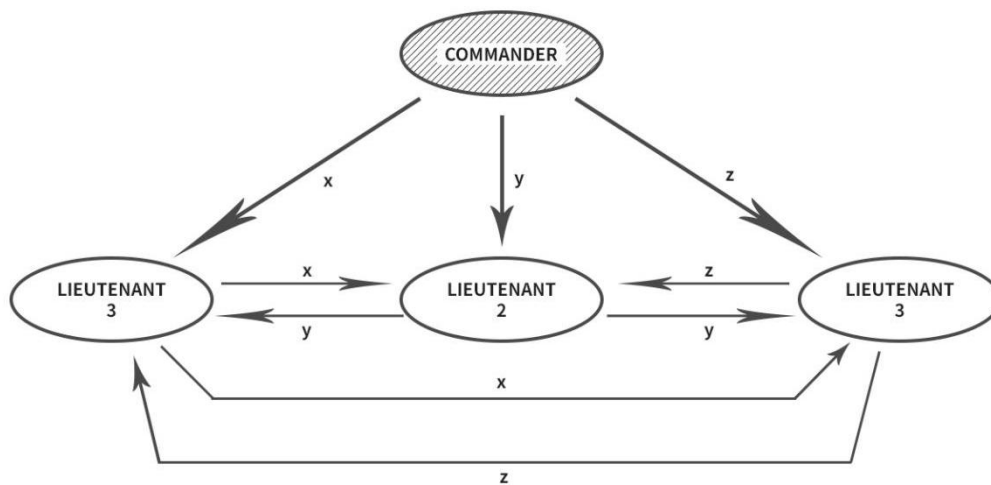 COMMANDER
x
y
z
LIEUTENANT
3
x
LIEUTENANT
2
z
LIEUTENANT
3
y
y
x
z